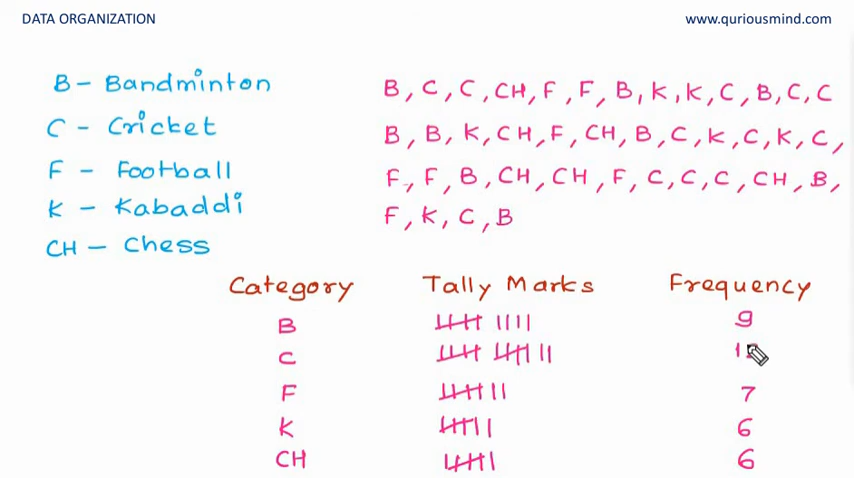 DATA ORGANIZATION www.quriousmind.com
B – Bandminton
B, C, C, CH, F, F, B, K, K, C, B, C, C
C – Cricket
B, B, K, CH, F, CH, B, C, K, C, K, C,
F – Football
F, F, B, CH, CH, F, C, C, C, CH, B,
K – Kabaddi
F, K, C, B
CH – Chess
Category Tally Marks Frequency
B 9
C
F 7
K 6
CH 6